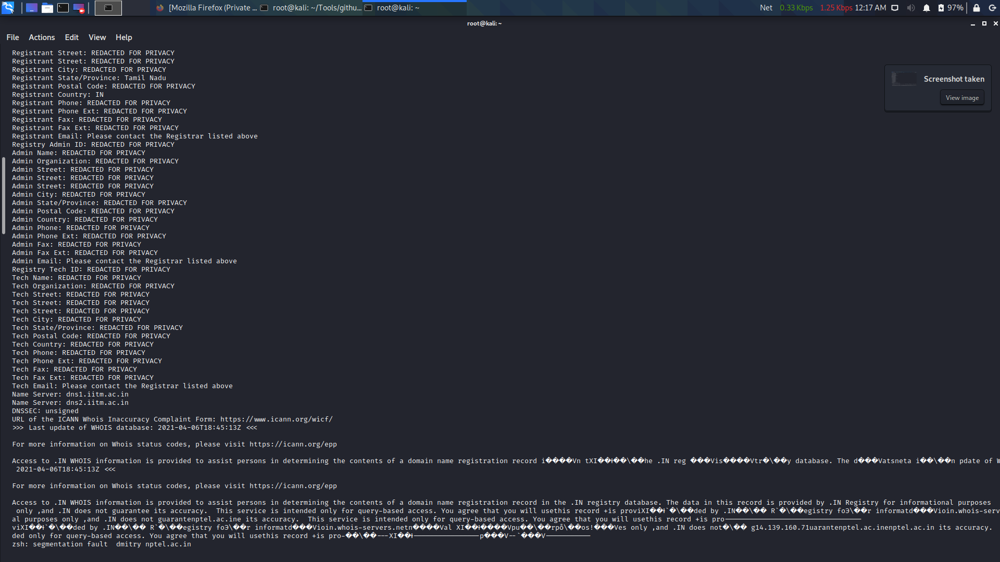 [Mozilla Firefox (Private ...
root@kali: ~/Tools/githu...
root@kali: ~
Net 0.33 Kbps 1.25 Kbps 12:17 AM 97%
root@kali: ~
File Actions Edit View Help
Registrant Street: REDACTED FOR PRIVACY
Registrant Street: REDACTED FOR PRIVACY
Registrant City: REDACTED FOR PRIVACY
Registrant State/Province: Tamil Nadu
Registrant Postal Code: REDACTED FOR PRIVACY
Registrant Country: IN
Registrant Phone: REDACTED FOR PRIVACY
Registrant Phone Ext: REDACTED FOR PRIVACY
Registrant Fax: REDACTED FOR PRIVACY
Registrant Fax Ext: REDACTED FOR PRIVACY
Registrant Email: Please contact the Registrar listed above
Registry Admin ID: REDACTED FOR PRIVACY
Admin Name: REDACTED FOR PRIVACY
Admin Organization: REDACTED FOR PRIVACY
Admin Street: REDACTED FOR PRIVACY
Admin Street: REDACTED FOR PRIVACY
Admin Street: REDACTED FOR PRIVACY
Admin City: REDACTED FOR PRIVACY
Admin State/Province: REDACTED FOR PRIVACY
Admin Postal Code: REDACTED FOR PRIVACY
Admin Country: REDACTED FOR PRIVACY
Admin Phone: REDACTED FOR PRIVACY
Admin Phone Ext: REDACTED FOR PRIVACY
Admin Fax: REDACTED FOR PRIVACY
Admin Fax Ext: REDACTED FOR PRIVACY
Admin Email: Please contact the Registrar listed above
Registry Tech ID: REDACTED FOR PRIVACY
Tech Name: REDACTED FOR PRIVACY
Tech Organization: REDACTED FOR PRIVACY
Tech Street: REDACTED FOR PRIVACY
Tech Street: REDACTED FOR PRIVACY
Tech Street: REDACTED FOR PRIVACY
Tech City: REDACTED FOR PRIVACY
Tech State/Province: REDACTED FOR PRIVACY
Tech Postal Code: REDACTED FOR PRIVACY
Tech Country: REDACTED FOR PRIVACY
Tech Phone: REDACTED FOR PRIVACY
Tech Phone Ext: REDACTED FOR PRIVACY
Tech Fax: REDACTED FOR PRIVACY
Tech Fax Ext: REDACTED FOR PRIVACY
Tech Email: Please contact the Registrar listed above
Name Server: dns1.iitm.ac.in
Name Server: dns2.iitm.ac.in
DNSSEC: unsigned
URL of the ICANN Whois Inaccuracy Complaint Form: https://www.icann.org/wicf/
>>> Last update of WHOIS database: 2021-04-06T18:45:13Z <<<
For more information on Whois status codes, please visit https://icann.org/epp
Access to .IN WHOIS information is provided to assist persons in determining the contents of a domain name registration record i����Vn tXI��ɫ��\��he .IN reg ���Vis����Vtr�\��y database. The d���Vatsneta i��\��n pdate of W
2021-04-06T18:45:13Z <<<
For more information on Whois status codes, please visit https://icann.org/epp
Access to .IN WHOIS information is provided to assist persons in determining the contents of a domain name registration record in the .IN registry database. The data in this record is provided by .IN Registry for informational purposes
only ,and .IN does not guarantee its accuracy.  This service is intended only for query-based access. You agree that you will usethis record +is proviXI��ɫ`�\��ded by .IN��\�� R`�\��egistry foЭ\��r informatd���Vioin.whois-serv
al purposes only ,and .IN does not guarantenptel.ac.ine its accuracy.  This service is intended only for query-based access. You agree that you will usethis record +is pro---------------------------------
viXI��ɫ`�\��ded by .IN��\�� R`�\��egistry foЭ\��r informatd���Vioin.whois-servers.netn����Val XI��ɫ����Vpu��\��rpõ\��os!���Ves only ,and .IN does not�\�� g14.139.160.71uarantenptel.ac.inenptel.ac.in its accuracy.
ded only for query-based access. You agree that you will usethis record +is pro-��\��---XI��ɫ----------------p���V--`���V-----------
zsh: segmentation fault  dmitry nptel.ac.in
Screenshot taken
View image